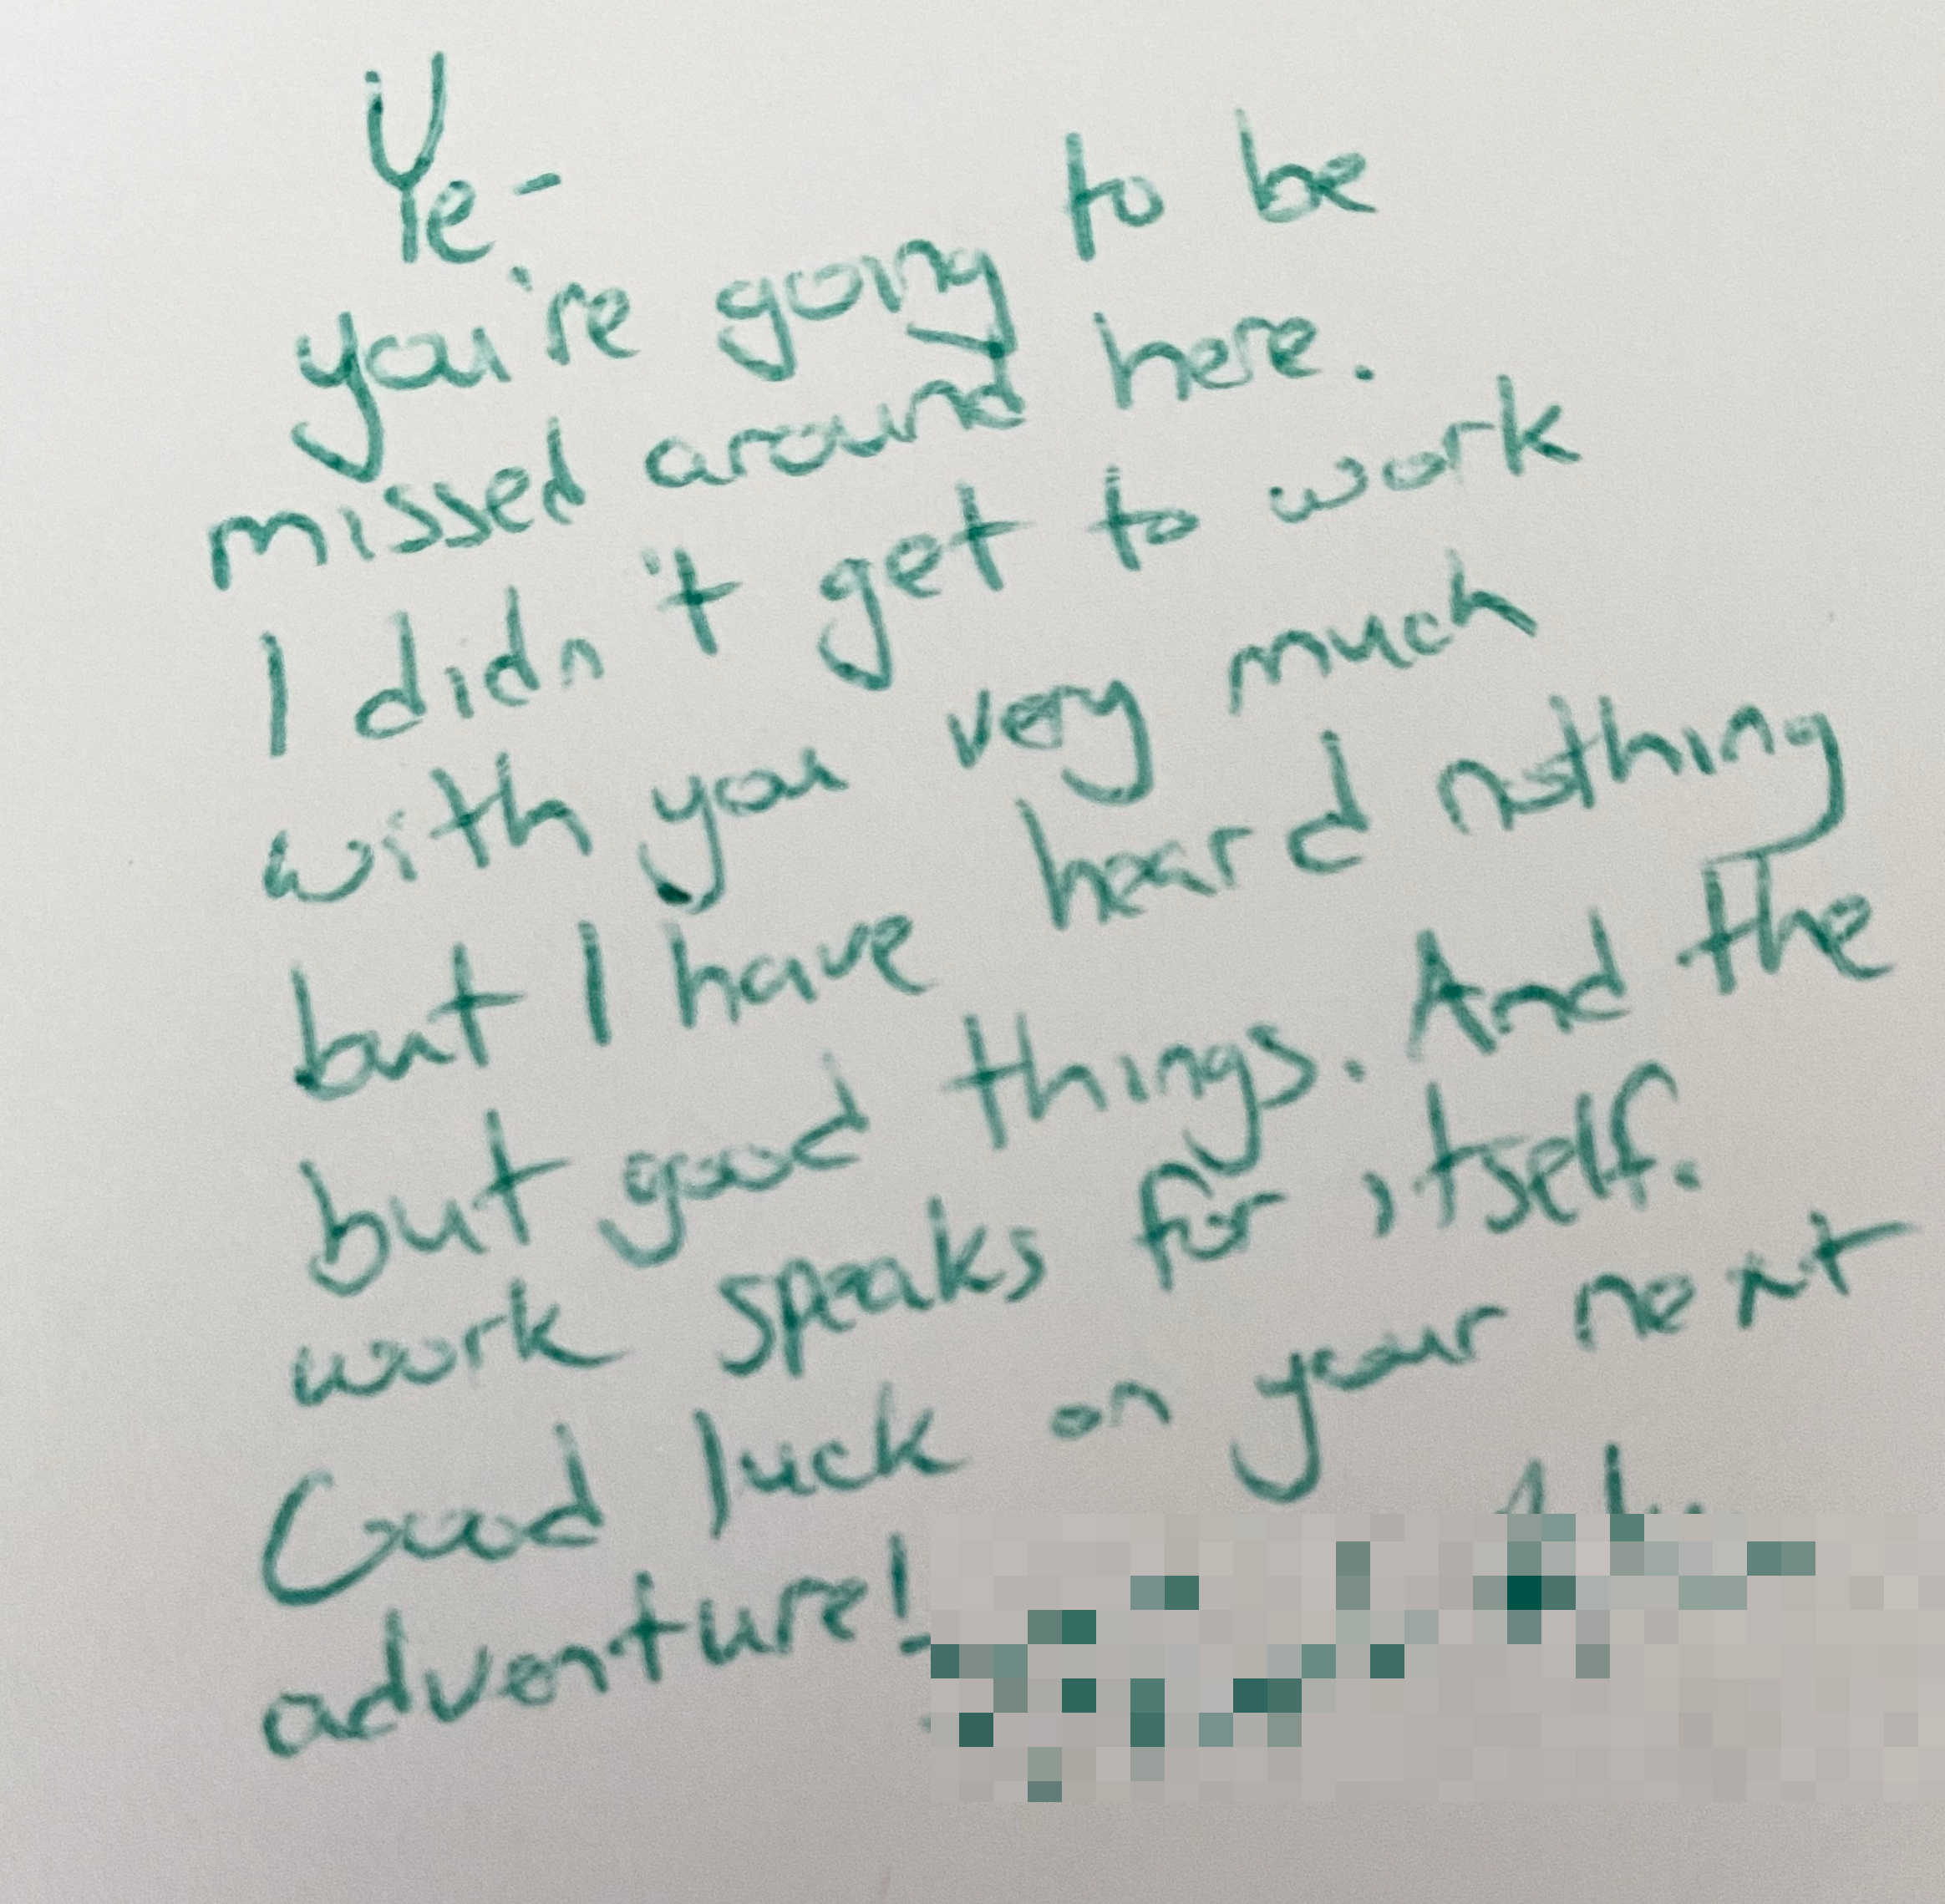 Ye-
you're going to be
missed around here.
I didn't get to work
with you very much
but I have heard nothing
but good things. And the
work speaks for itself.
Good luck on your next
adventure!